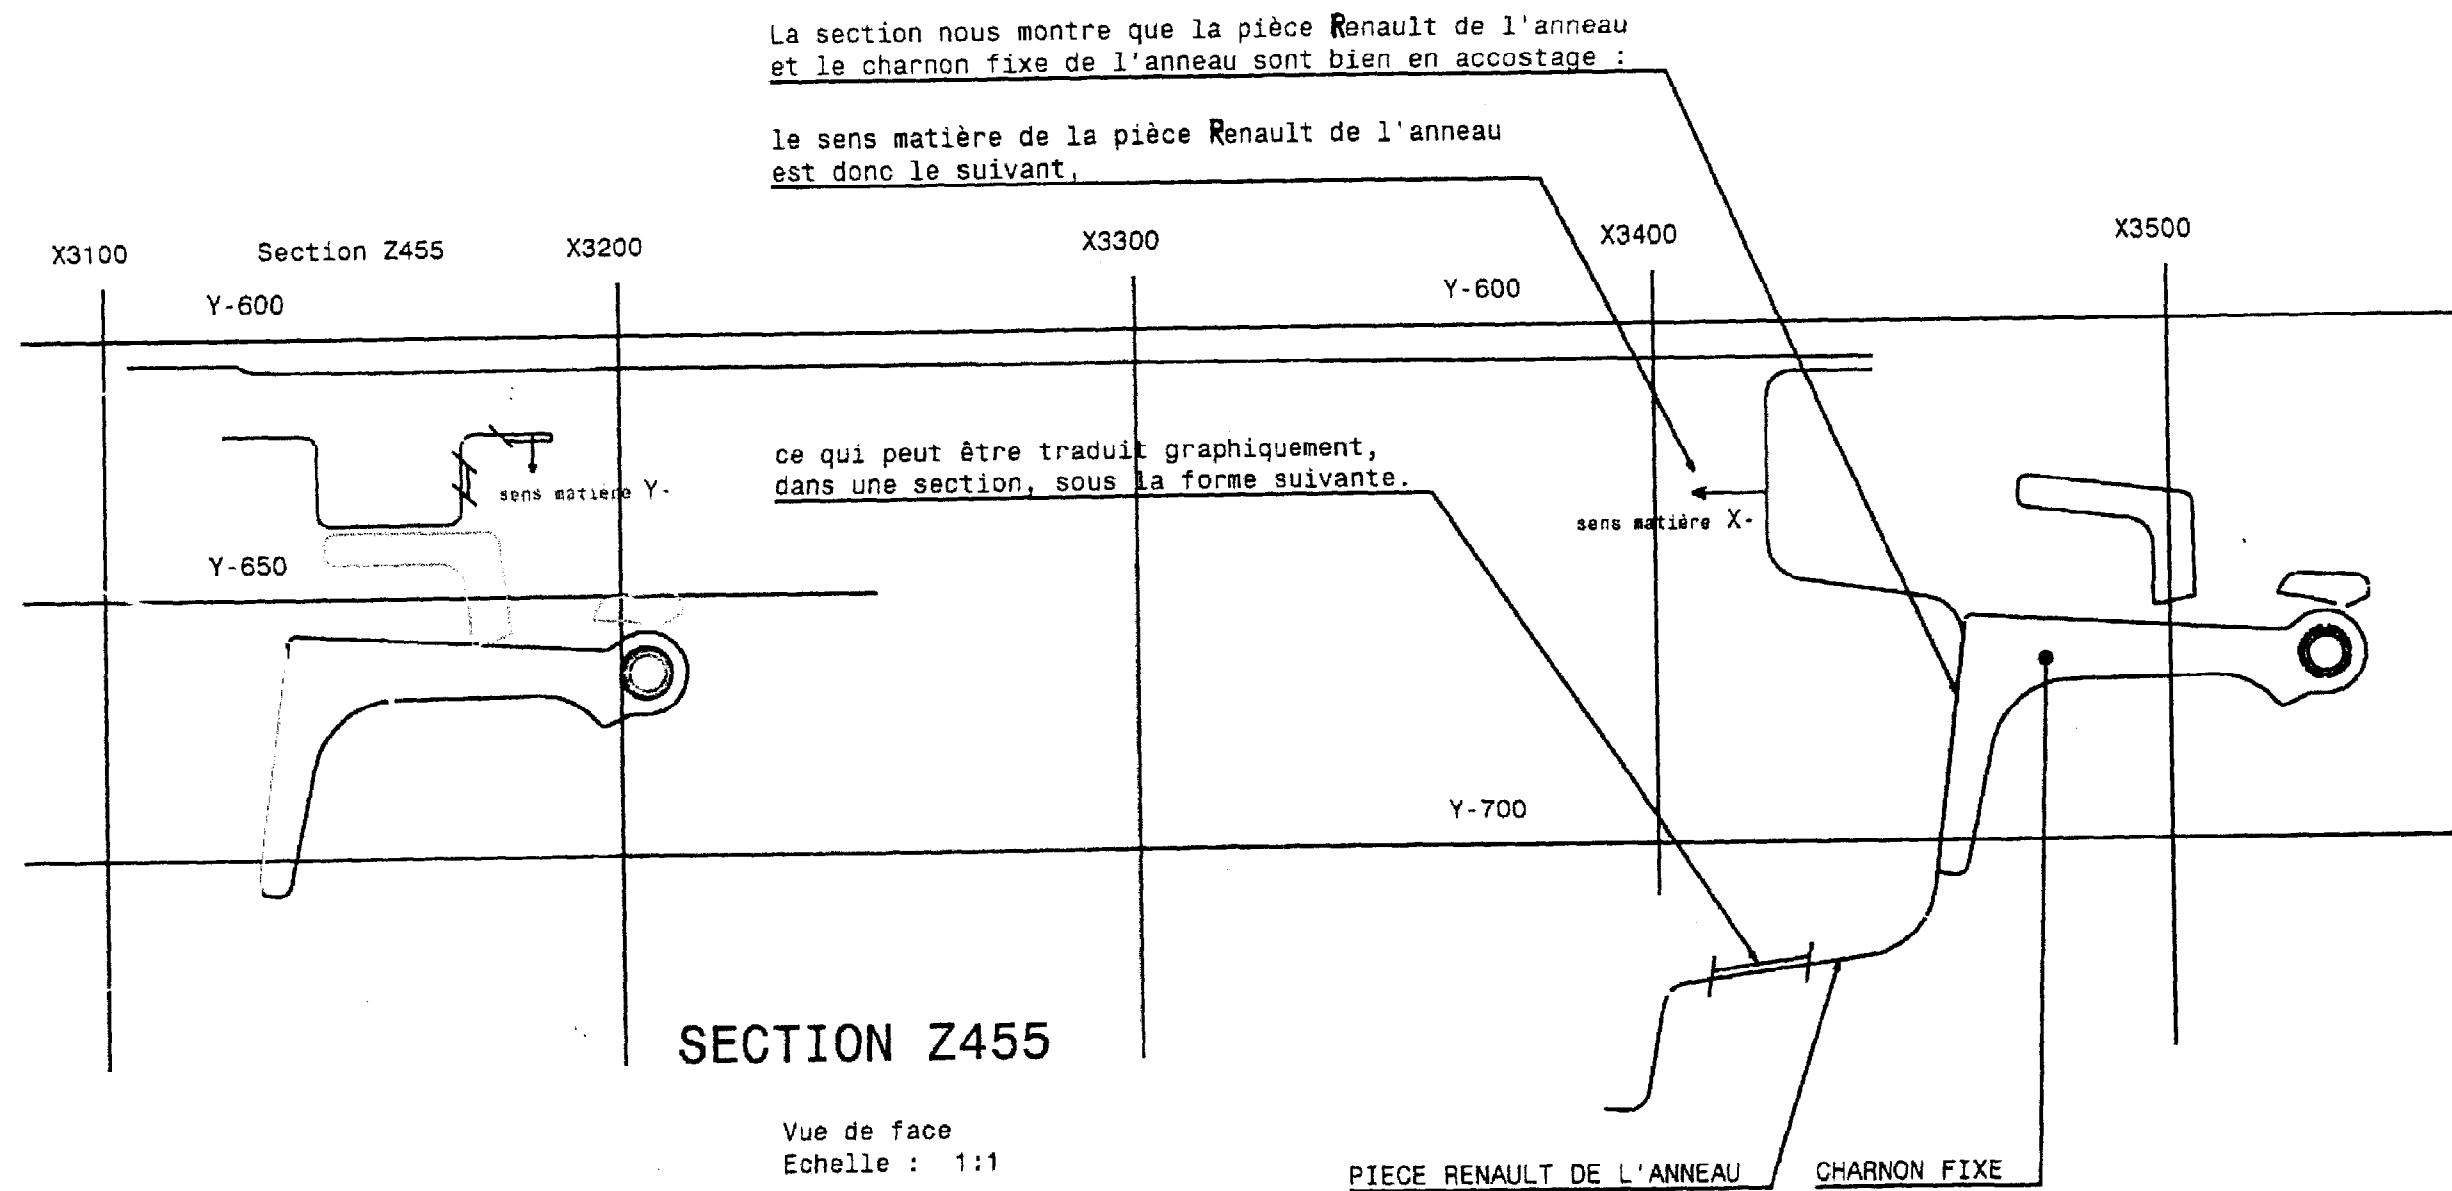 La section nous montre que la pièce Renault de l'anneau
et le charnon fixe de l'anneau sont bien en accostage :
le sens matière de la pièce Renault de l'anneau
est donc le suivant,
X3100
Section Z455
X3200
X3300
X3400
X3500
Y-600
Y-600
ce qui peut être traduit graphiquement,
dans une section, sous la forme suivante.
sens matière Y-
sens matière X-
Y-650
Y-700
SECTION Z455
Vue de face
Echelle : 1:1
PIECE RENAULT DE L'ANNEAU
CHARNON FIXE